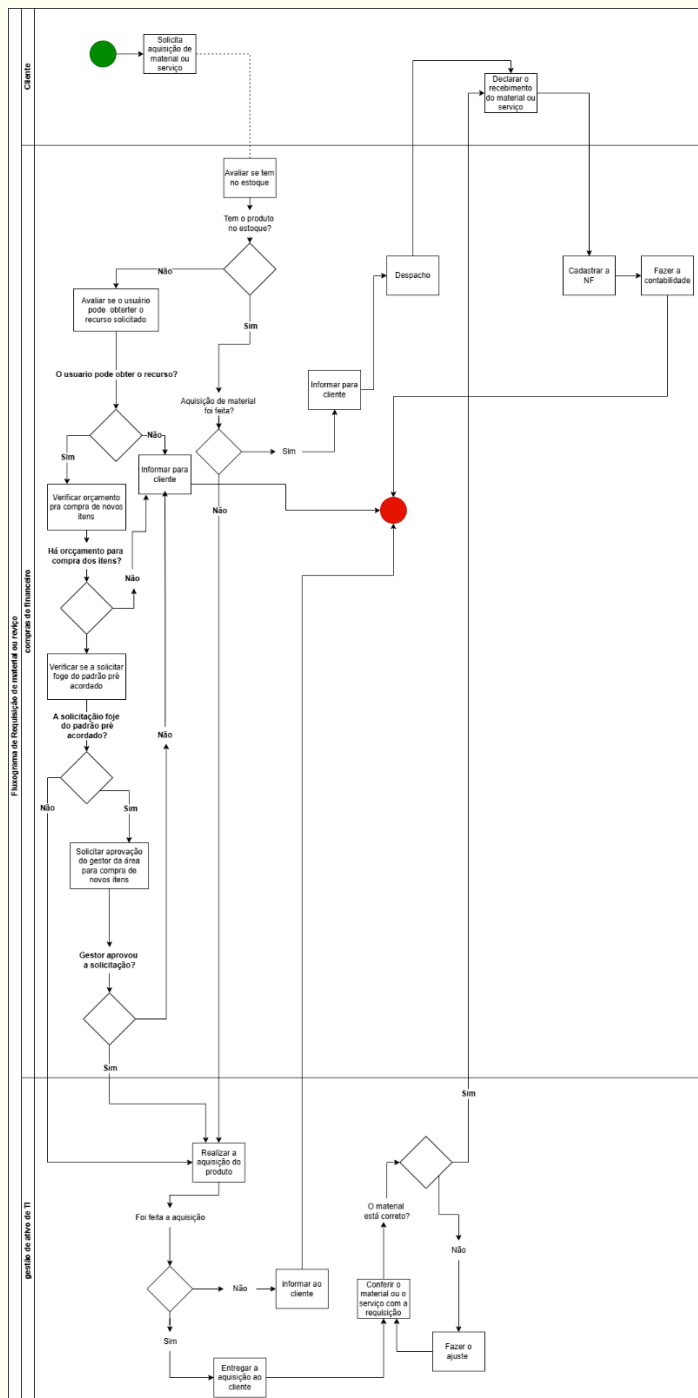 Fluxograma de Requisição de material ou reviço
Cliente
Solicita
aquisição de
material ou
serviço
Declarar o
recebimento
do material ou
serviço
compras do financeiro
Avaliar se tem
no estoque
Tem o produto
no estoque?
Não
Sim
Avaliar se o usuário
pode obterter o
recurso solicitado
Despacho
Cadastrar a
NF
Fazer a
contabilidade
O usuario pode obter o recurso?
Aquisição de material
foi feita?
Informar para
cliente
Sim
Não
Sim
Não
Informar para
cliente
Verificar orçamento
pra compra de novos
itens
Há orcçamento para
compra dos itens?
Não
Verificar se a solicitar
foge do padrão pré
acordado
A solicitaçãio foje
do padrão pré
acordado?
Não
Não
Sim
Solicitar aprovação
do gestor da área
para compra de
novos itens
Gestor aprovou
a solicitação?
Sim
gestão de ativo de TI
Sim
Realizar a
aquisição do
produto
Foi feita a aquisição
O material
está correto?
Não
Não
informar ao
cliente
Conferir o
material ou o
serviço com a
requisição
Sim
Fazer o
ajuste
Entregar a
aquisição ao
cliente